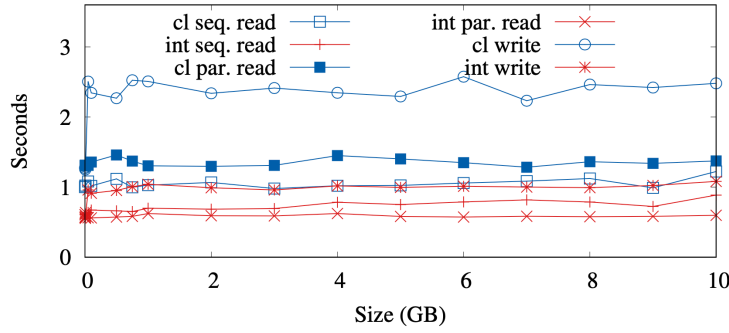 cl seq. read int par. read
int seq. read cl write
cl par. read int write
3
2
1
0
0 2 4 6 8 10
Seconds
Size (GB)